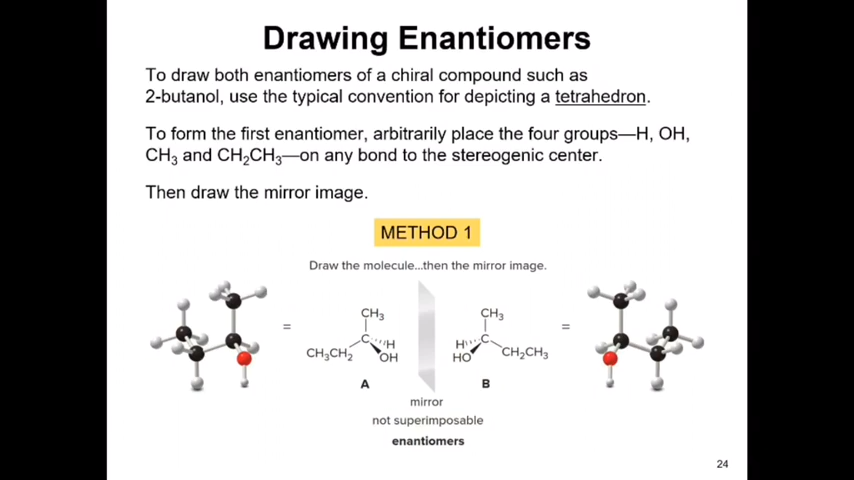 Drawing Enantiomers
To draw both enantiomers of a chiral compound such as
2-butanol, use the typical convention for depicting a tetrahedron.
To form the first enantiomer, arbitrarily place the four groups—H, OH,
CH₃ and CH₂CH₃—on any bond to the stereogenic center.
Then draw the mirror image.
METHOD 1
Draw the molecule...then the mirror image.
CH₃ CH₃
= C H H C =
CH₃CH₂ OH HO CH₂CH₃
A B
mirror
not superimposable
enantiomers
24